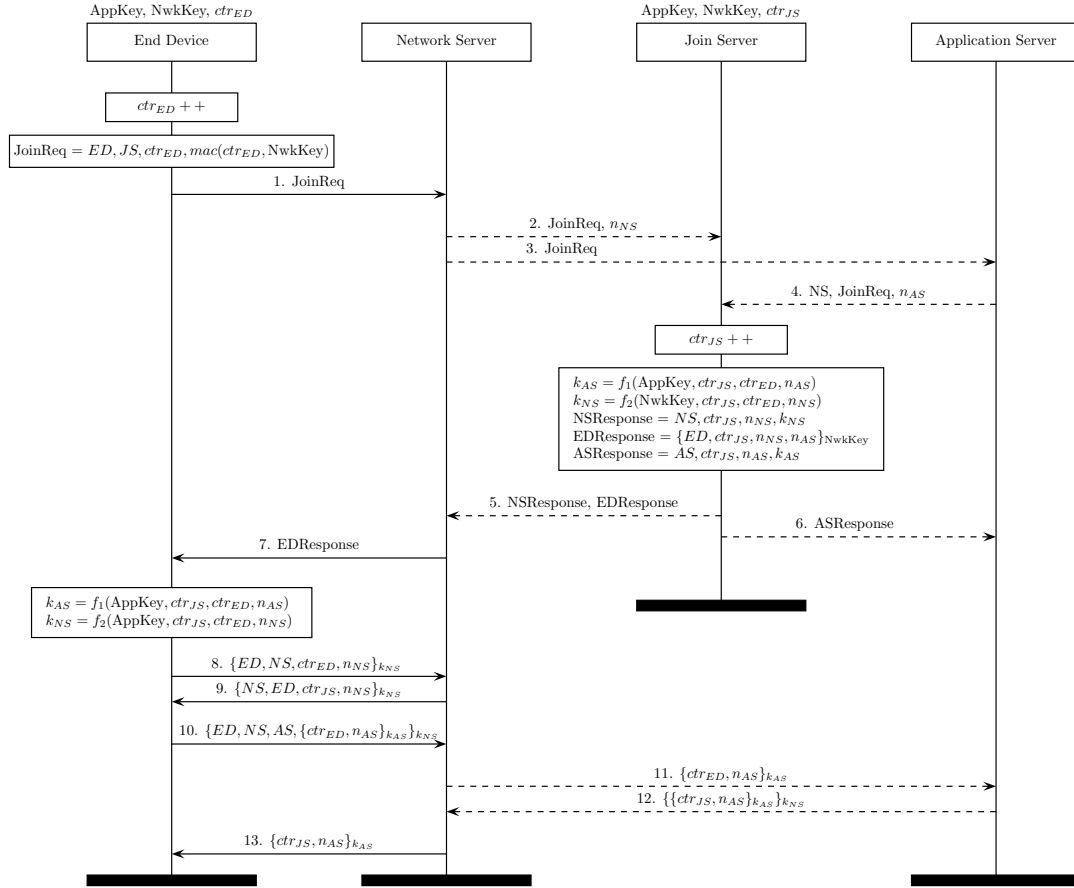 AppKey, NwkKey, ctr_ED
AppKey, NwkKey, ctr_JS
End Device
Network Server
Join Server
Application Server
ctr_ED ++
JoinReq = ED, JS, ctr_ED, mac(ctr_ED, NwkKey)
1. JoinReq
2. JoinReq, n_NS
3. JoinReq
4. NS, JoinReq, n_AS
ctr_JS ++
k_AS = f_1(AppKey, ctr_JS, ctr_ED, n_AS)
k_NS = f_2(NwkKey, ctr_JS, ctr_ED, n_NS)
NSResponse = NS, ctr_JS, n_NS, k_NS
EDResponse = {ED, ctr_JS, n_NS, n_AS}_NwkKey
ASResponse = AS, ctr_JS, n_AS, k_AS
5. NSResponse, EDResponse
6. ASResponse
7. EDResponse
k_AS = f_1(AppKey, ctr_JS, ctr_ED, n_AS)
k_NS = f_2(AppKey, ctr_JS, ctr_ED, n_NS)
8. {ED, NS, ctr_ED, n_NS}_k_NS
9. {NS, ED, ctr_JS, n_NS}_k_NS
10. {ED, NS, AS, {ctr_ED, n_AS}_k_AS}_k_NS
11. {ctr_ED, n_AS}_k_AS
12. {{ctr_JS, n_AS}_k_AS}_k_NS
13. {ctr_JS, n_AS}_k_AS